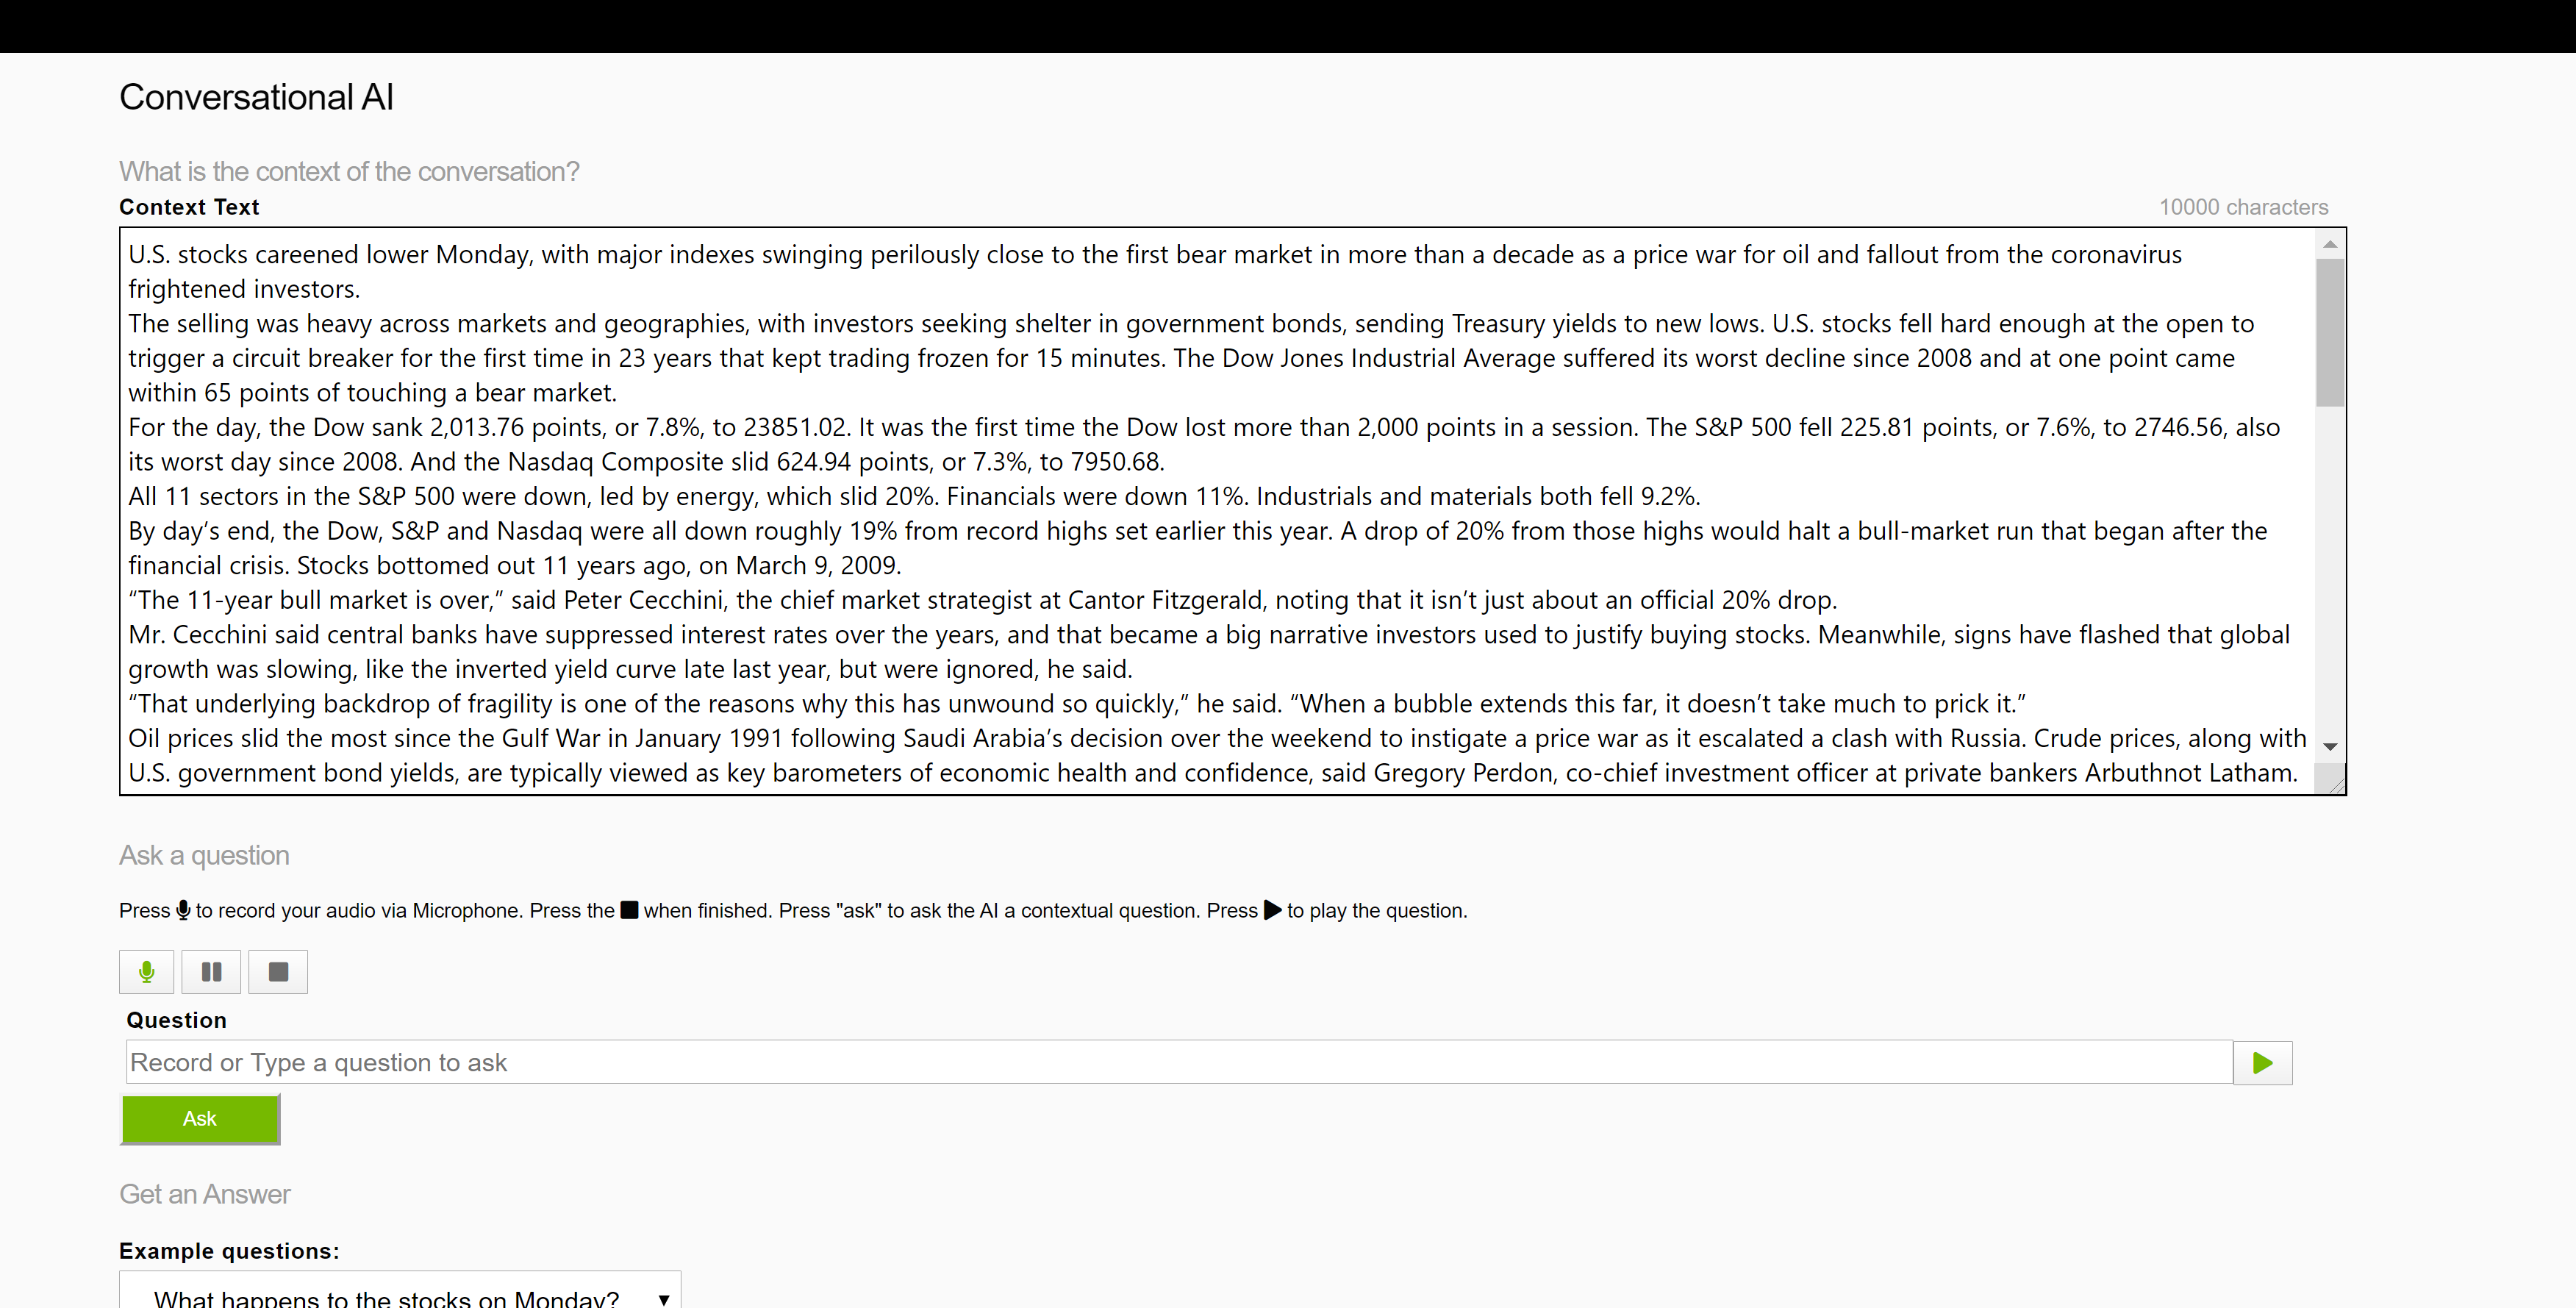 Conversational AI
What is the context of the conversation?
Context Text
10000 characters
U.S. stocks careened lower Monday, with major indexes swinging perilously close to the first bear market in more than a decade as a price war for oil and fallout from the coronavirus
frightened investors.
The selling was heavy across markets and geographies, with investors seeking shelter in government bonds, sending Treasury yields to new lows. U.S. stocks fell hard enough at the open to
trigger a circuit breaker for the first time in 23 years that kept trading frozen for 15 minutes. The Dow Jones Industrial Average suffered its worst decline since 2008 and at one point came
within 65 points of touching a bear market.
For the day, the Dow sank 2,013.76 points, or 7.8%, to 23851.02. It was the first time the Dow lost more than 2,000 points in a session. The S&P 500 fell 225.81 points, or 7.6%, to 2746.56, also
its worst day since 2008. And the Nasdaq Composite slid 624.94 points, or 7.3%, to 7950.68.
All 11 sectors in the S&P 500 were down, led by energy, which slid 20%. Financials were down 11%. Industrials and materials both fell 9.2%.
By day’s end, the Dow, S&P and Nasdaq were all down roughly 19% from record highs set earlier this year. A drop of 20% from those highs would halt a bull-market run that began after the
financial crisis. Stocks bottomed out 11 years ago, on March 9, 2009.
“The 11-year bull market is over,” said Peter Cecchini, the chief market strategist at Cantor Fitzgerald, noting that it isn’t just about an official 20% drop.
Mr. Cecchini said central banks have suppressed interest rates over the years, and that became a big narrative investors used to justify buying stocks. Meanwhile, signs have flashed that global
growth was slowing, like the inverted yield curve late last year, but were ignored, he said.
“That underlying backdrop of fragility is one of the reasons why this has unwound so quickly,” he said. “When a bubble extends this far, it doesn’t take much to prick it.”
Oil prices slid the most since the Gulf War in January 1991 following Saudi Arabia’s decision over the weekend to instigate a price war as it escalated a clash with Russia. Crude prices, along with
U.S. government bond yields, are typically viewed as key barometers of economic health and confidence, said Gregory Perdon, co-chief investment officer at private bankers Arbuthnot Latham.
Ask a question
Press to record your audio via Microphone. Press the when finished. Press "ask" to ask the AI a contextual question. Press to play the question.
Question
Record or Type a question to ask
Ask
Get an Answer
Example questions:
What happens to the stocks on Monday?